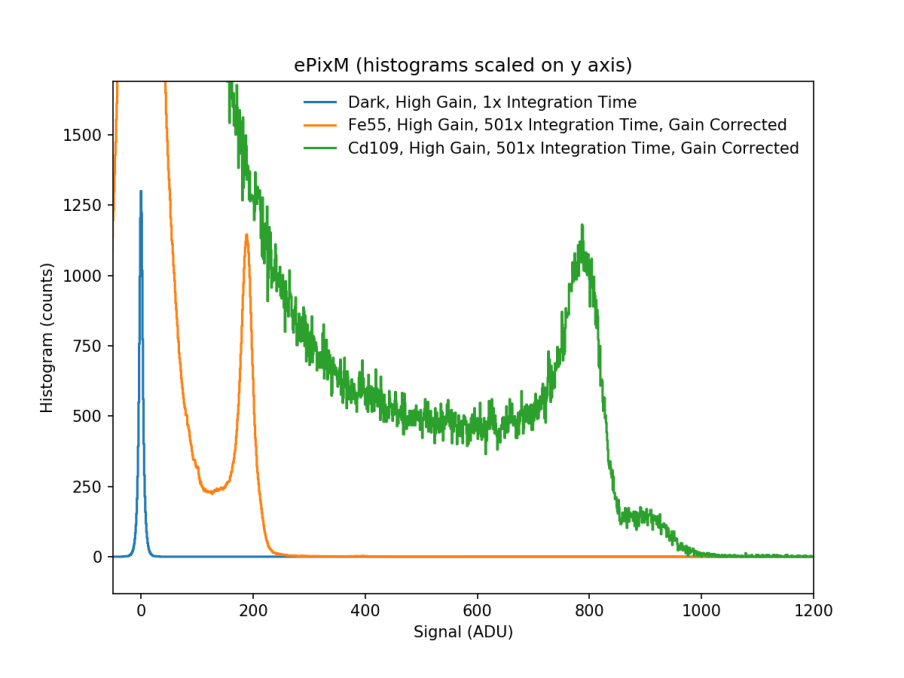 ePixM (histograms scaled on y axis)
Dark, High Gain, 1x Integration Time
Fe55, High Gain, 501x Integration Time, Gain Corrected
Cd109, High Gain, 501x Integration Time, Gain Corrected
Histogram (counts)
1500
1250
1000
750
500
250
0
0 200 400 600 800 1000 1200
Signal (ADU)